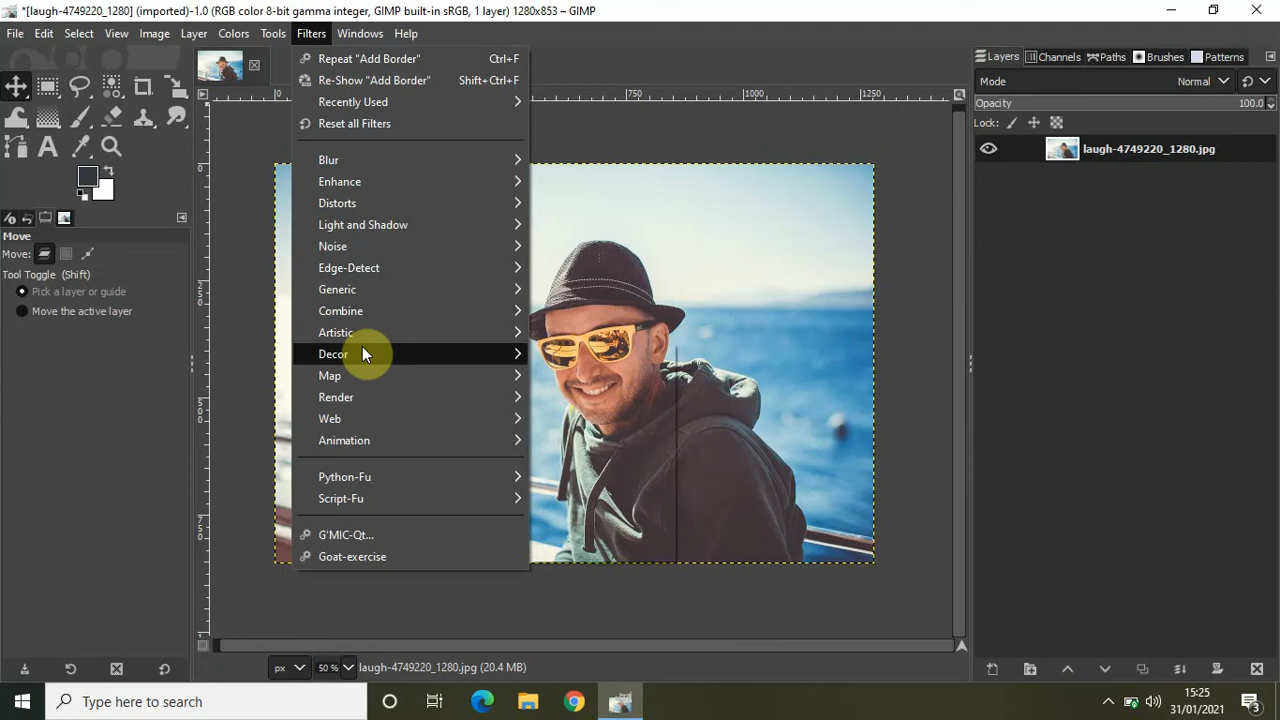 *[laugh-4749220_1280] (imported)-1.0 (RGB color 8-bit gamma integer, GIMP built-in sRGB, 1 layer) 1280x853 – GIMP
File Edit Select View Image Layer Colors Tools Filters Windows Help
Repeat "Add Border" Ctrl+F
Re-Show "Add Border" Shift+Ctrl+F
Recently Used
Reset all Filters
Blur
Enhance
Distorts
Light and Shadow
Noise
Edge-Detect
Generic
Combine
Artistic
Decor
Map
Render
Web
Animation
Python-Fu
Script-Fu
G'MIC-Qt...
Goat-exercise
Move
Move:
Tool Toggle (Shift)
Pick a layer or guide
Move the active layer
0 750 1000 1250
0
250
500
750
Layers Channels Paths Brushes Patterns
Mode Normal
Opacity 100.0
Lock:
laugh-4749220_1280.jpg
px 50 % laugh-4749220_1280.jpg (20.4 MB)
Type here to search
15:25
31/01/2021
3